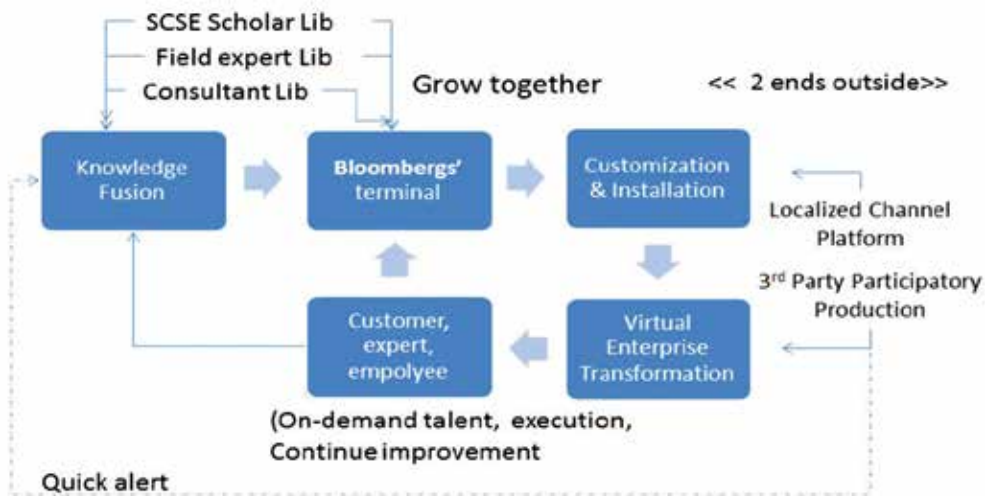 SCSE Scholar Lib
Field expert Lib
Consultant Lib
Grow together
<< 2 ends outside>>
Knowledge
Fusion
Bloombergs'
terminal
Customization
& Installation
Localized Channel
Platform
3rd Party Participatory
Production
Customer,
expert,
empolyee
Virtual
Enterprise
Transformation
(On-demand talent, execution,
Continue improvement
Quick alert